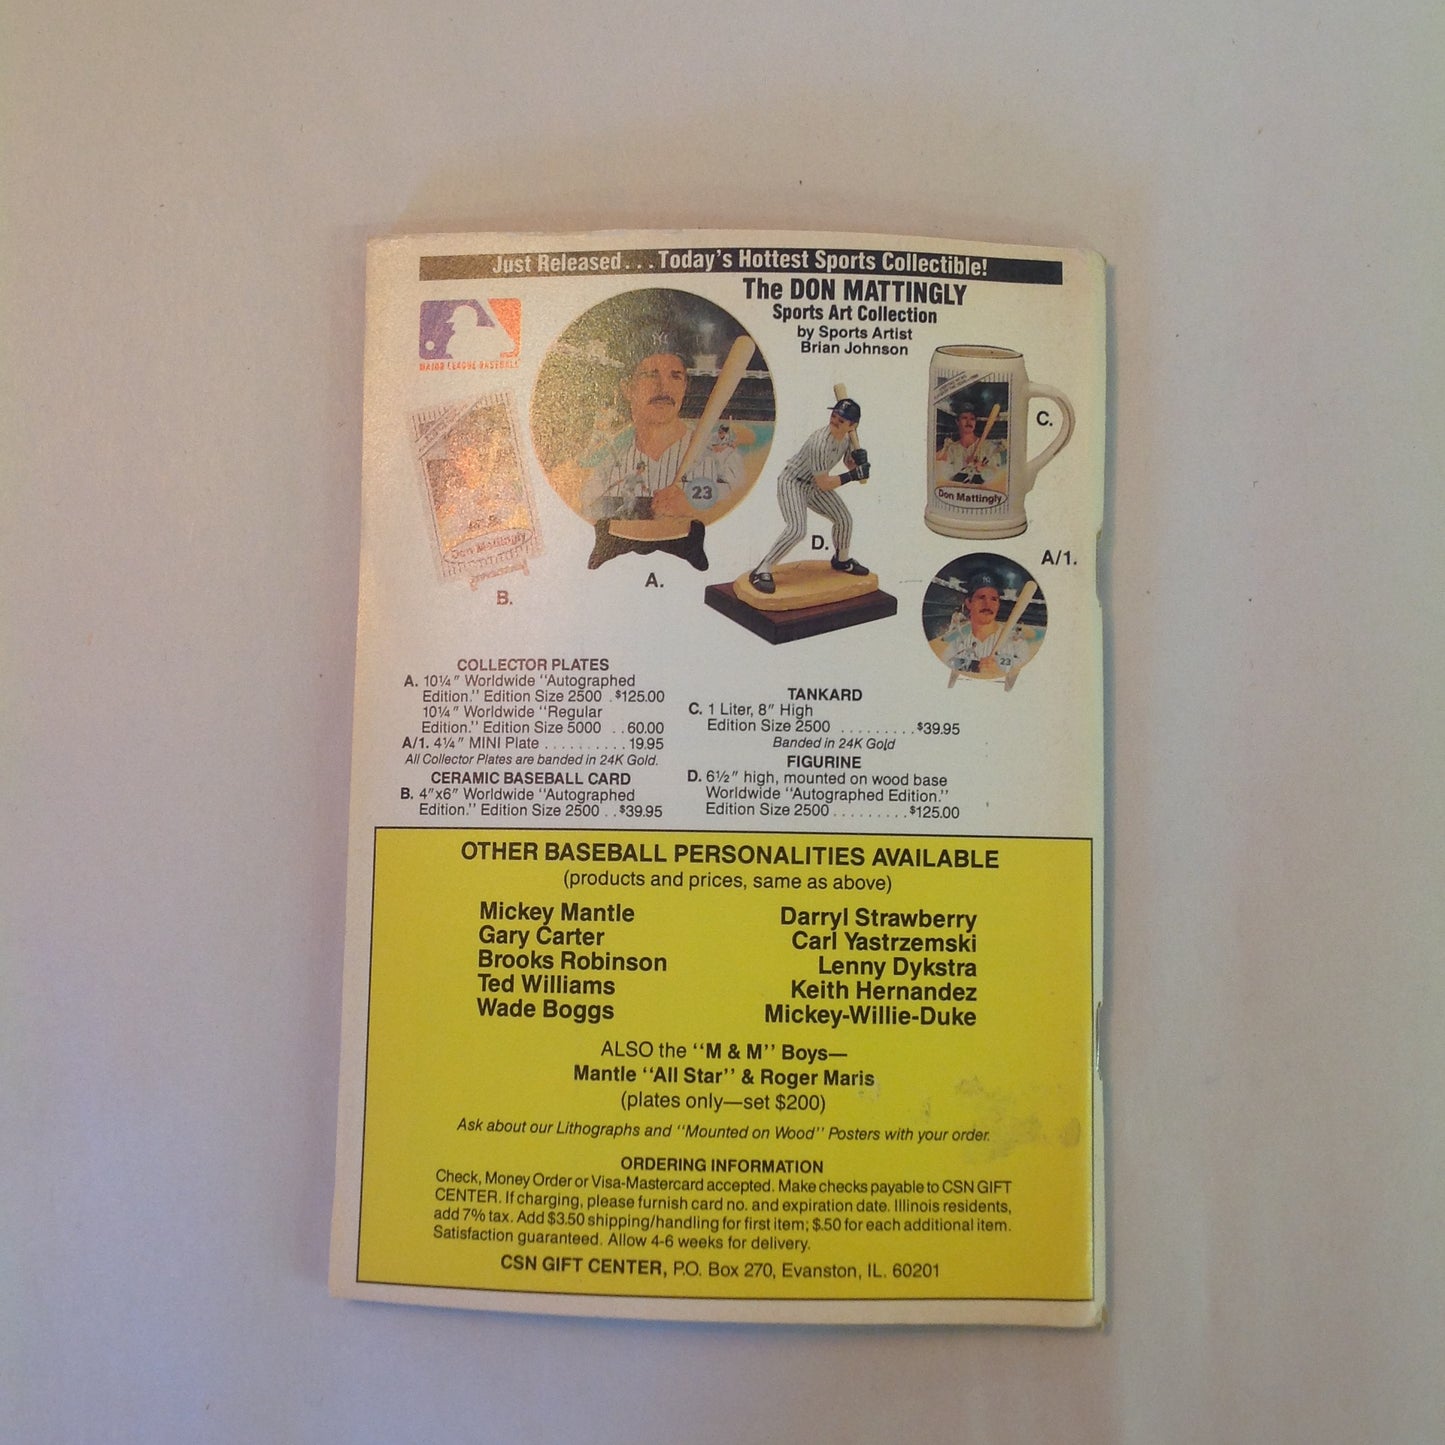 Just Released . . . Today's Hottest Sports Collectible!
The DON MATTINGLY
Sports Art Collection
by Sports Artist
Brian Johnson
MAJOR LEAGUE BASEBALL
NY
23
Don Mattingly
B.
A.
D.
Don Mattingly
C.
A/1.
NY
23
COLLECTOR PLATES
A. 10¼" Worldwide "Autographed
Edition." Edition Size 2500 . $125.00
10¼" Worldwide "Regular
Edition." Edition Size 5000 . . 60.00
A/1. 4¼" MINI Plate . . . . . . . . . . 19.95
All Collector Plates are banded in 24K Gold.
CERAMIC BASEBALL CARD
B. 4"x6" Worldwide "Autographed
Edition." Edition Size 2500 . . $39.95
TANKARD
C. 1 Liter, 8" High
Edition Size 2500 . . . . . . . . . $39.95
Banded in 24K Gold
FIGURINE
D. 6½" high, mounted on wood base
Worldwide "Autographed Edition."
Edition Size 2500 . . . . . . . . . $125.00
OTHER BASEBALL PERSONALITIES AVAILABLE
(products and prices, same as above)
Mickey Mantle
Gary Carter
Brooks Robinson
Ted Williams
Wade Boggs
Darryl Strawberry
Carl Yastrzemski
Lenny Dykstra
Keith Hernandez
Mickey-Willie-Duke
ALSO the "M & M" Boys—
Mantle "All Star" & Roger Maris
(plates only—set $200)
Ask about our Lithographs and "Mounted on Wood" Posters with your order.
ORDERING INFORMATION
Check, Money Order or Visa-Mastercard accepted. Make checks payable to CSN GIFT
CENTER. If charging, please furnish card no. and expiration date. Illinois residents,
add 7% tax. Add $3.50 shipping/handling for first item; $.50 for each additional item.
Satisfaction guaranteed. Allow 4-6 weeks for delivery.
CSN GIFT CENTER, P.O. Box 270, Evanston, IL. 60201